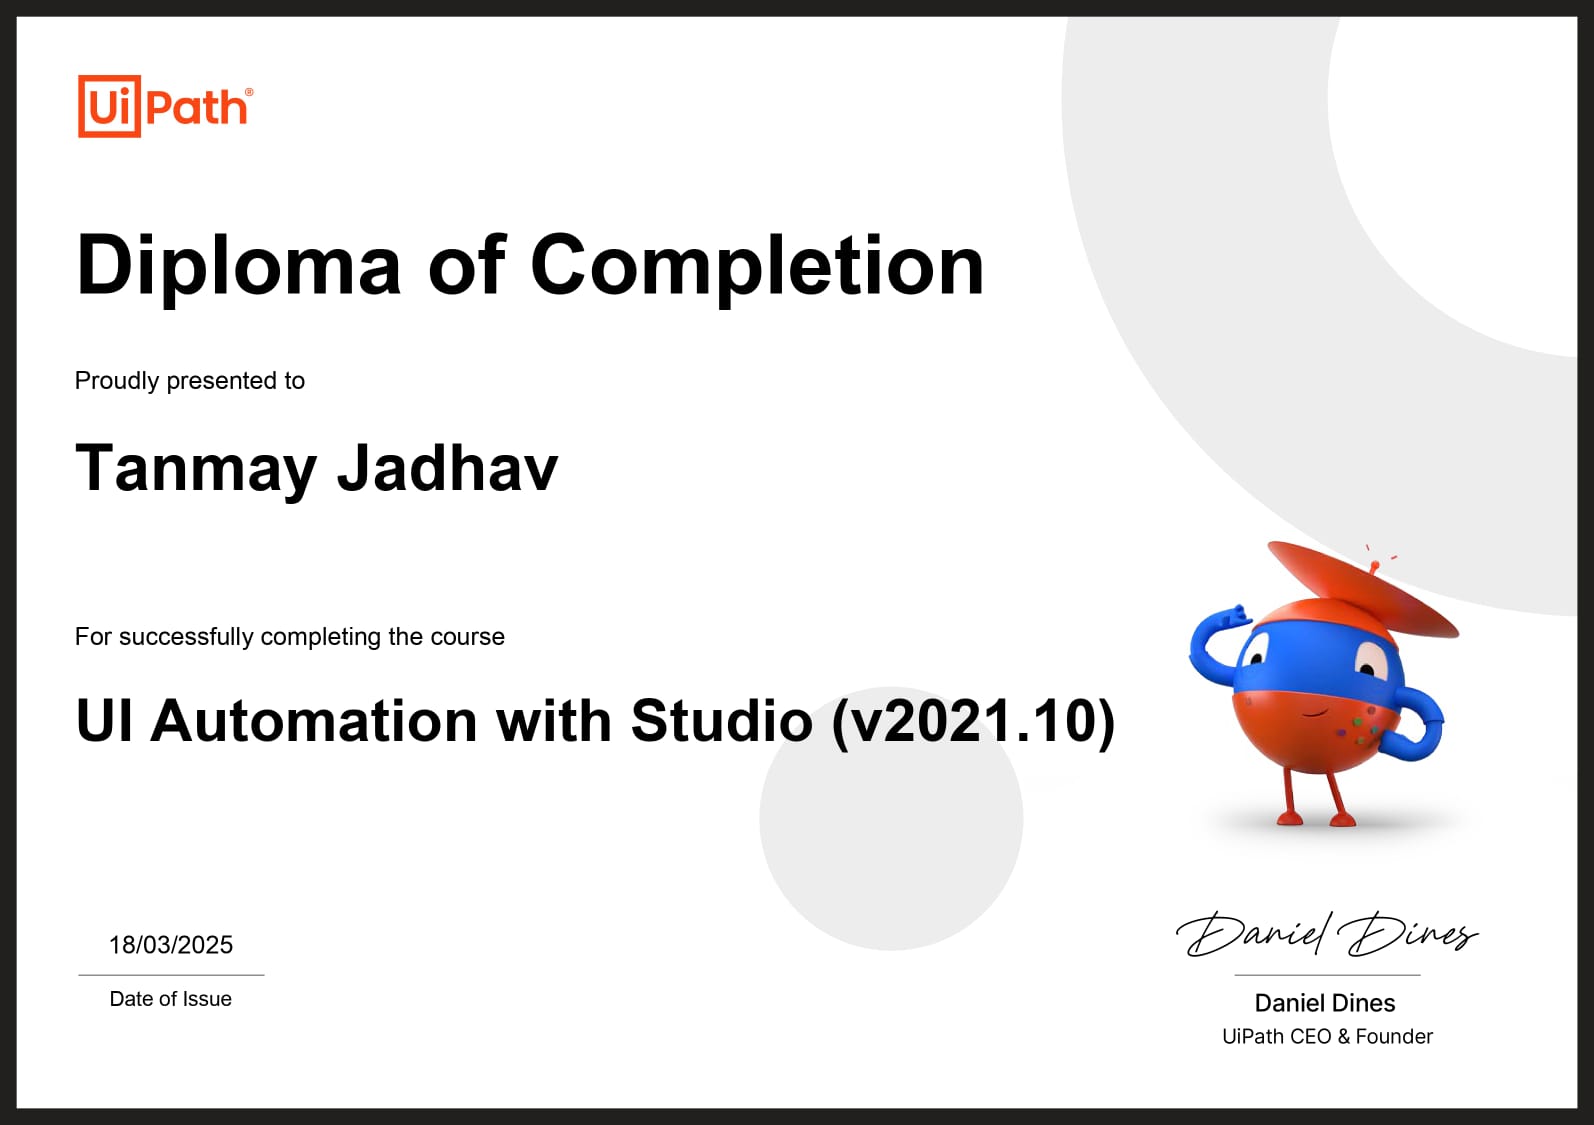 UiPath®
Diploma of Completion
Proudly presented to
Tanmay Jadhav
For successfully completing the course
UI Automation with Studio (v2021.10)
18/03/2025
Date of Issue
Daniel Dines
Daniel Dines
UiPath CEO & Founder